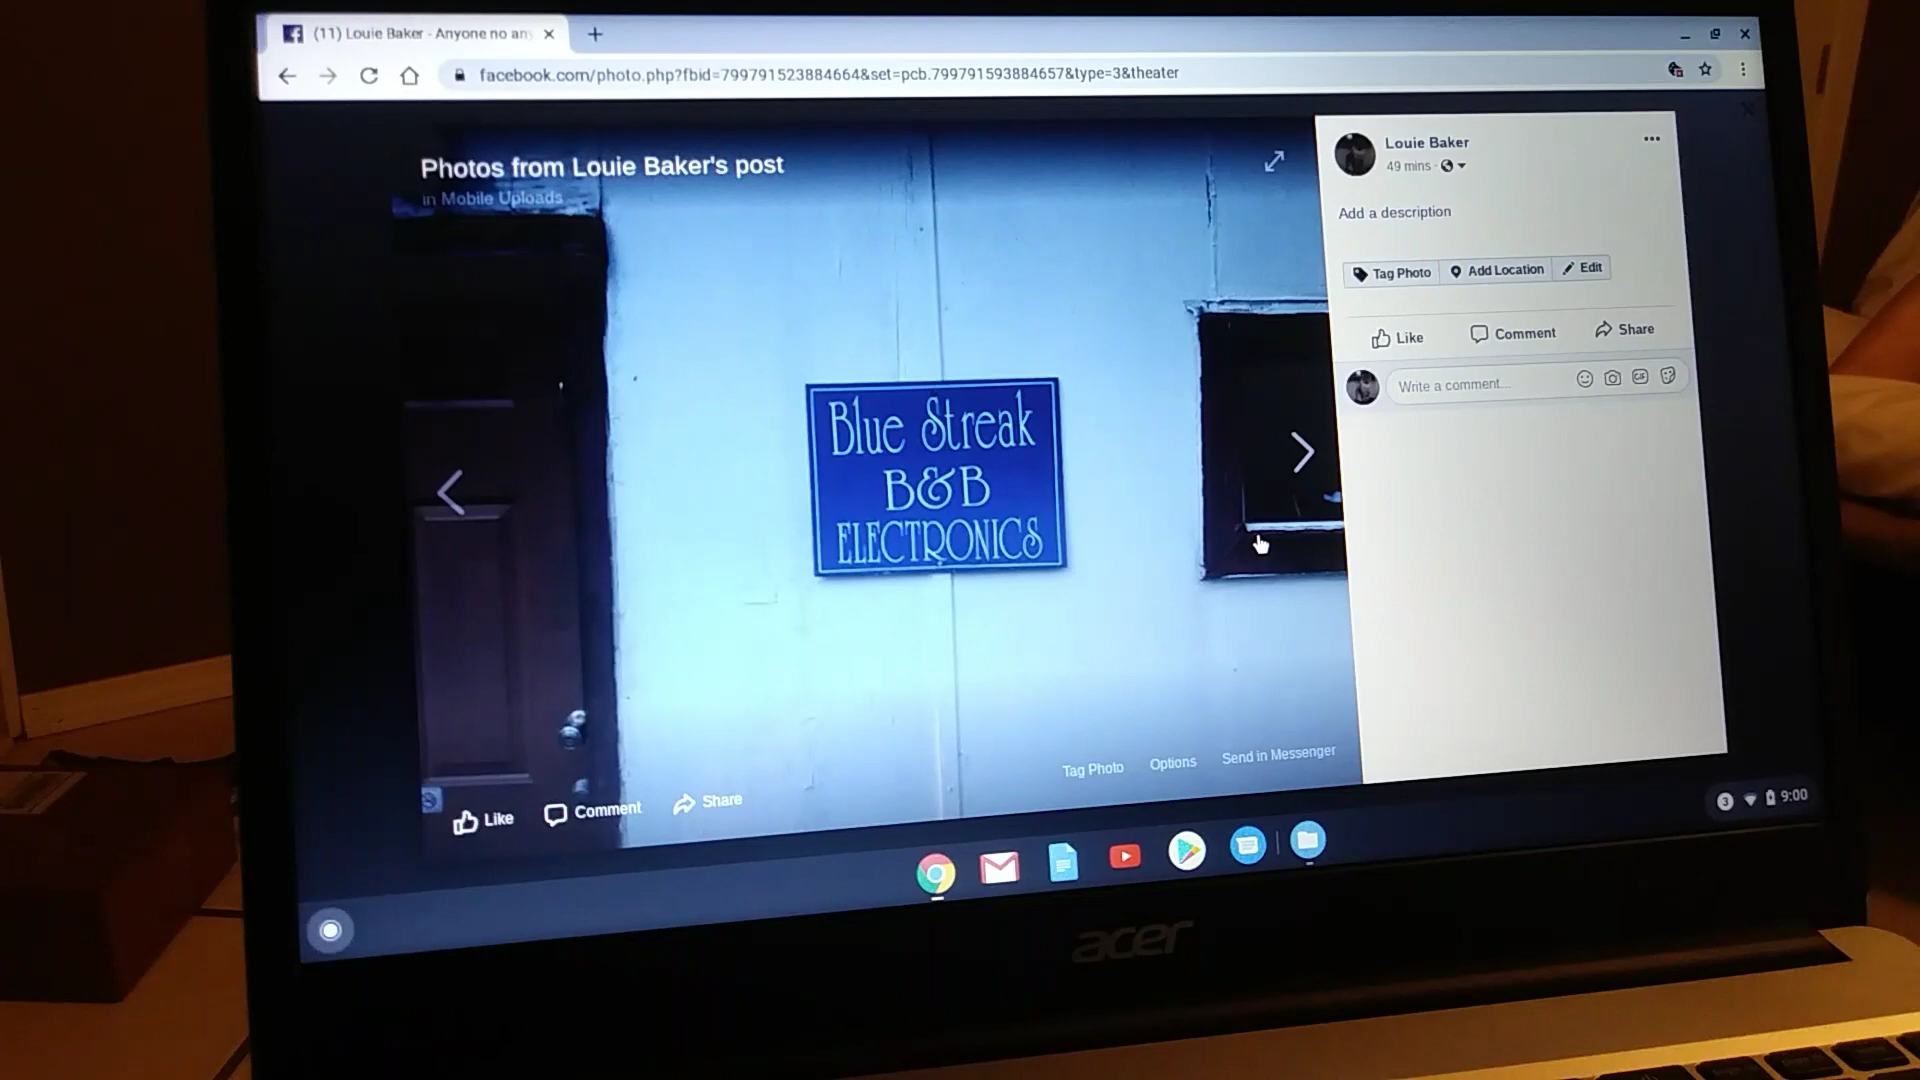 (11) Louie Baker - Anyone no an
facebook.com/photo.php?fbid=799791523884664&set=pcb.799791593884657&type=3&theater
Photos from Louie Baker's post
in Mobile Uploads
Blue Streak
B&B
ELECTRONICS
Tag Photo Options Send in Messenger
Like Comment Share
Louie Baker
49 mins
Add a description
Tag Photo Add Location Edit
Like Comment Share
Write a comment...
GIF
3 9:00
acer